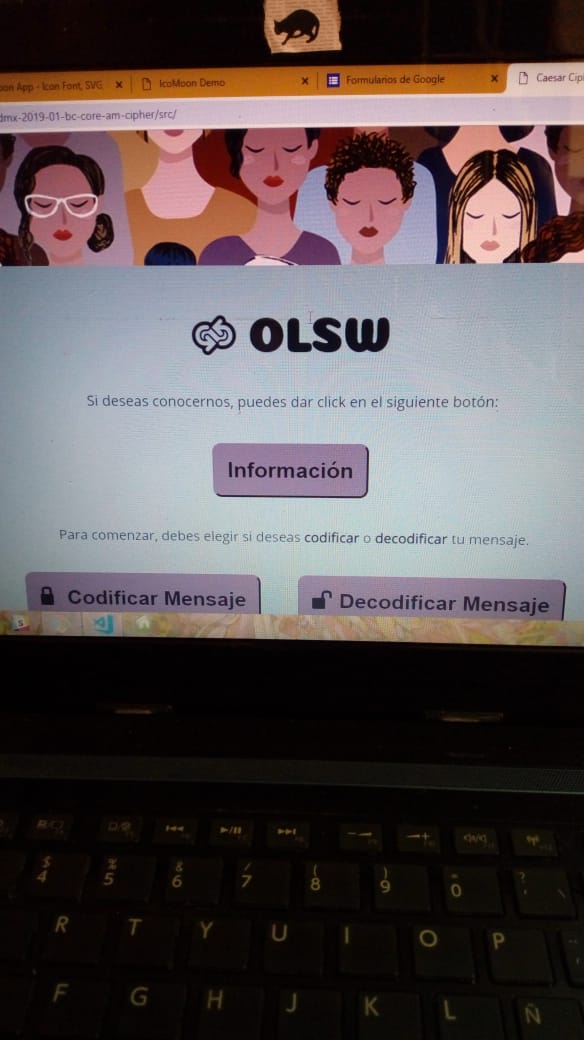 on App - Icon Font, SVG,
IcoMoon Demo
Formularios de Google
Caesar Cip
dmx-2019-01-bc-core-am-cipher/src/
OLSW
Si deseas conocernos, puedes dar click en el siguiente botón:
Información
Para comenzar, debes elegir si deseas codificar o decodificar tu mensaje.
Codificar Mensaje
Decodificar Mensaje
$ % & / ( ) = ?
4 5 6 7 8 9 0 '
R T Y U I O P
F G H J K L Ñ